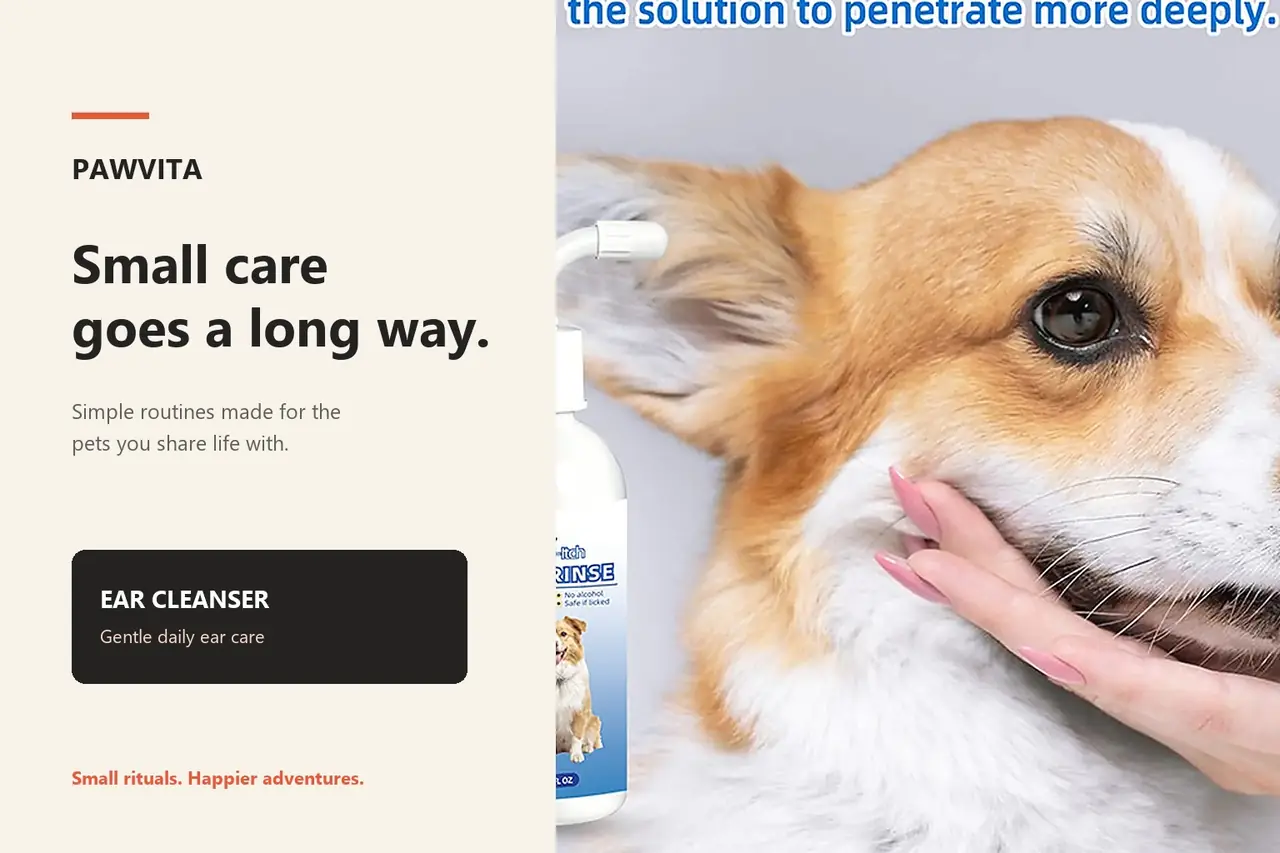 PAWVITA
Small care
goes a long way.
Simple routines made for the
pets you share life with.
EAR CLEANSER
Gentle daily ear care
Small rituals. Happier adventures.
the solution to penetrate more deeply.
Itch
RINSE
No alcohol
Safe if licked
OZ